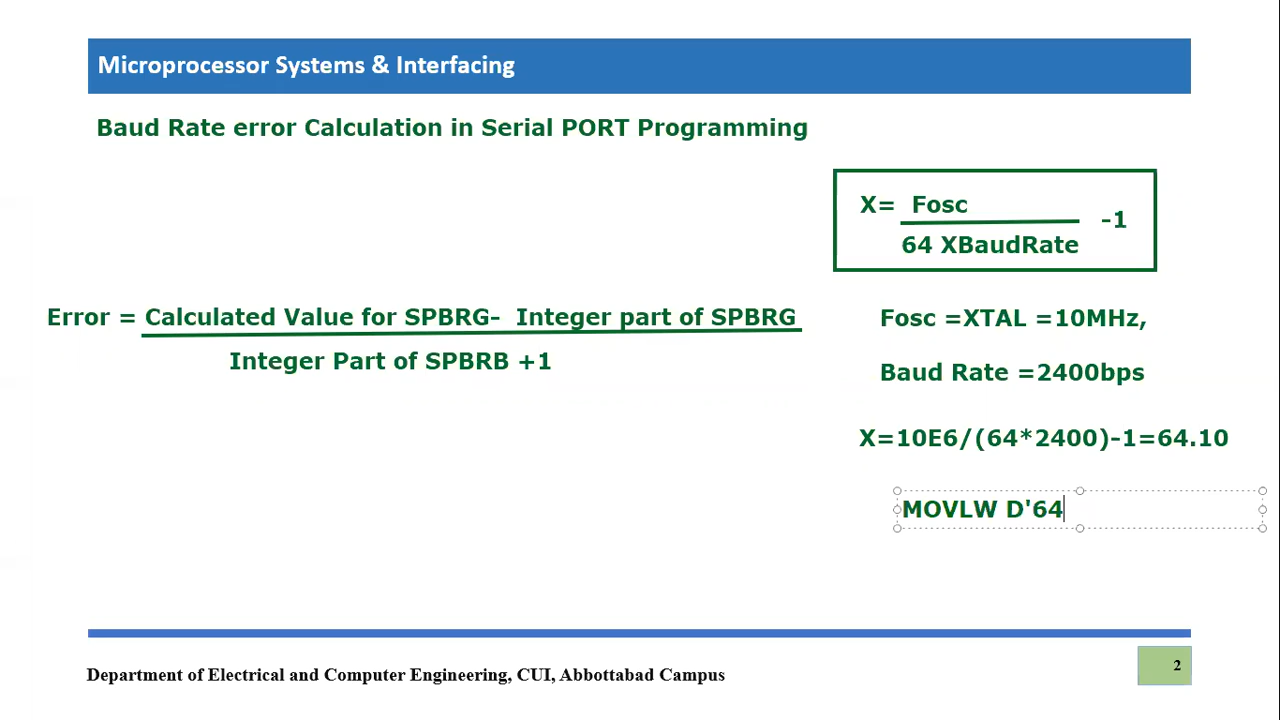 Microprocessor Systems & Interfacing
Baud Rate error Calculation in Serial PORT Programming
X= Fosc
-1
64 XBaudRate
Error = Calculated Value for SPBRG- Integer part of SPBRG
Integer Part of SPBRB +1
Fosc =XTAL =10MHz,
Baud Rate =2400bps
X=10E6/(64*2400)-1=64.10
MOVLW D'64
Department of Electrical and Computer Engineering, CUI, Abbottabad Campus
2